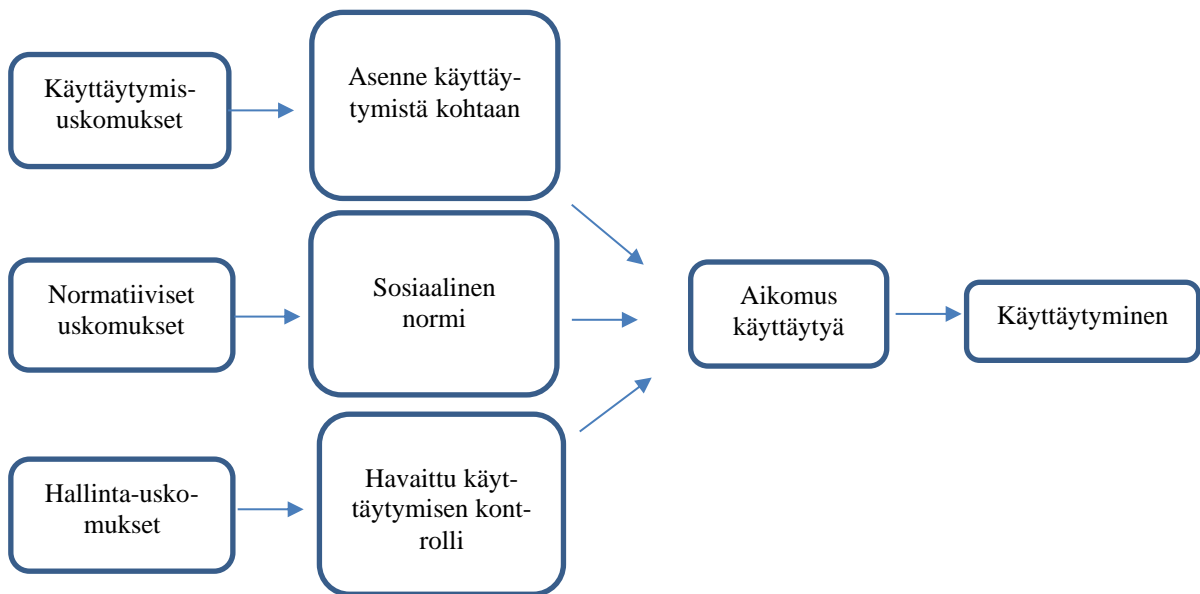 Käyttäytymis-
uskomukset
Asenne käyttäy-
tymistä kohtaan
Normatiiviset
uskomukset
Sosiaalinen
normi
Aikomus
käyttäytyä
Käyttäytyminen
Hallinta-usko-
mukset
Havaittu käyt-
täytymisen kont-
rolli